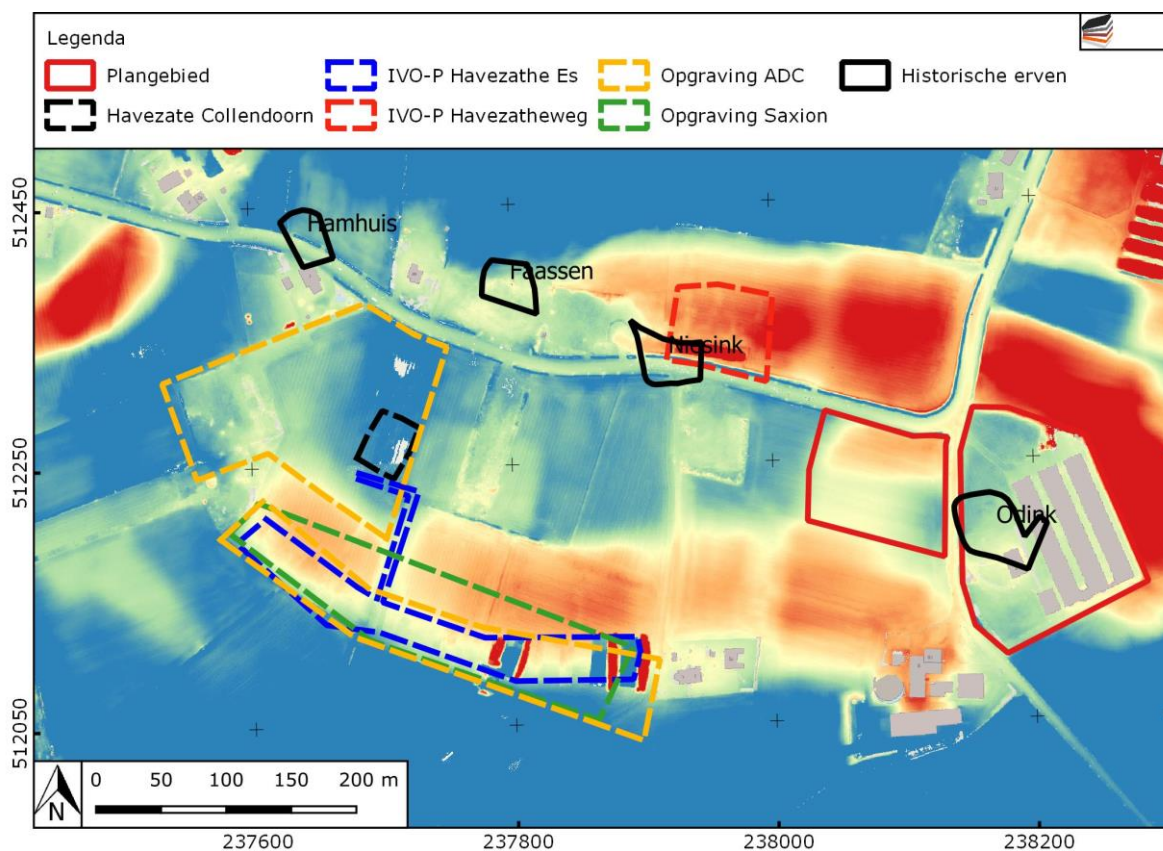 Legenda
Plangebied
IVO-P Havezathe Es
Opgraving ADC
Historische erven
Havezate Collendoorn
IVO-P Havezatheweg
Opgraving Saxion
512450
Hamhuis
Faassen
Niesink
512250
Odink
512050
0 50 100 150 200 m
N
237600 237800 238000 238200